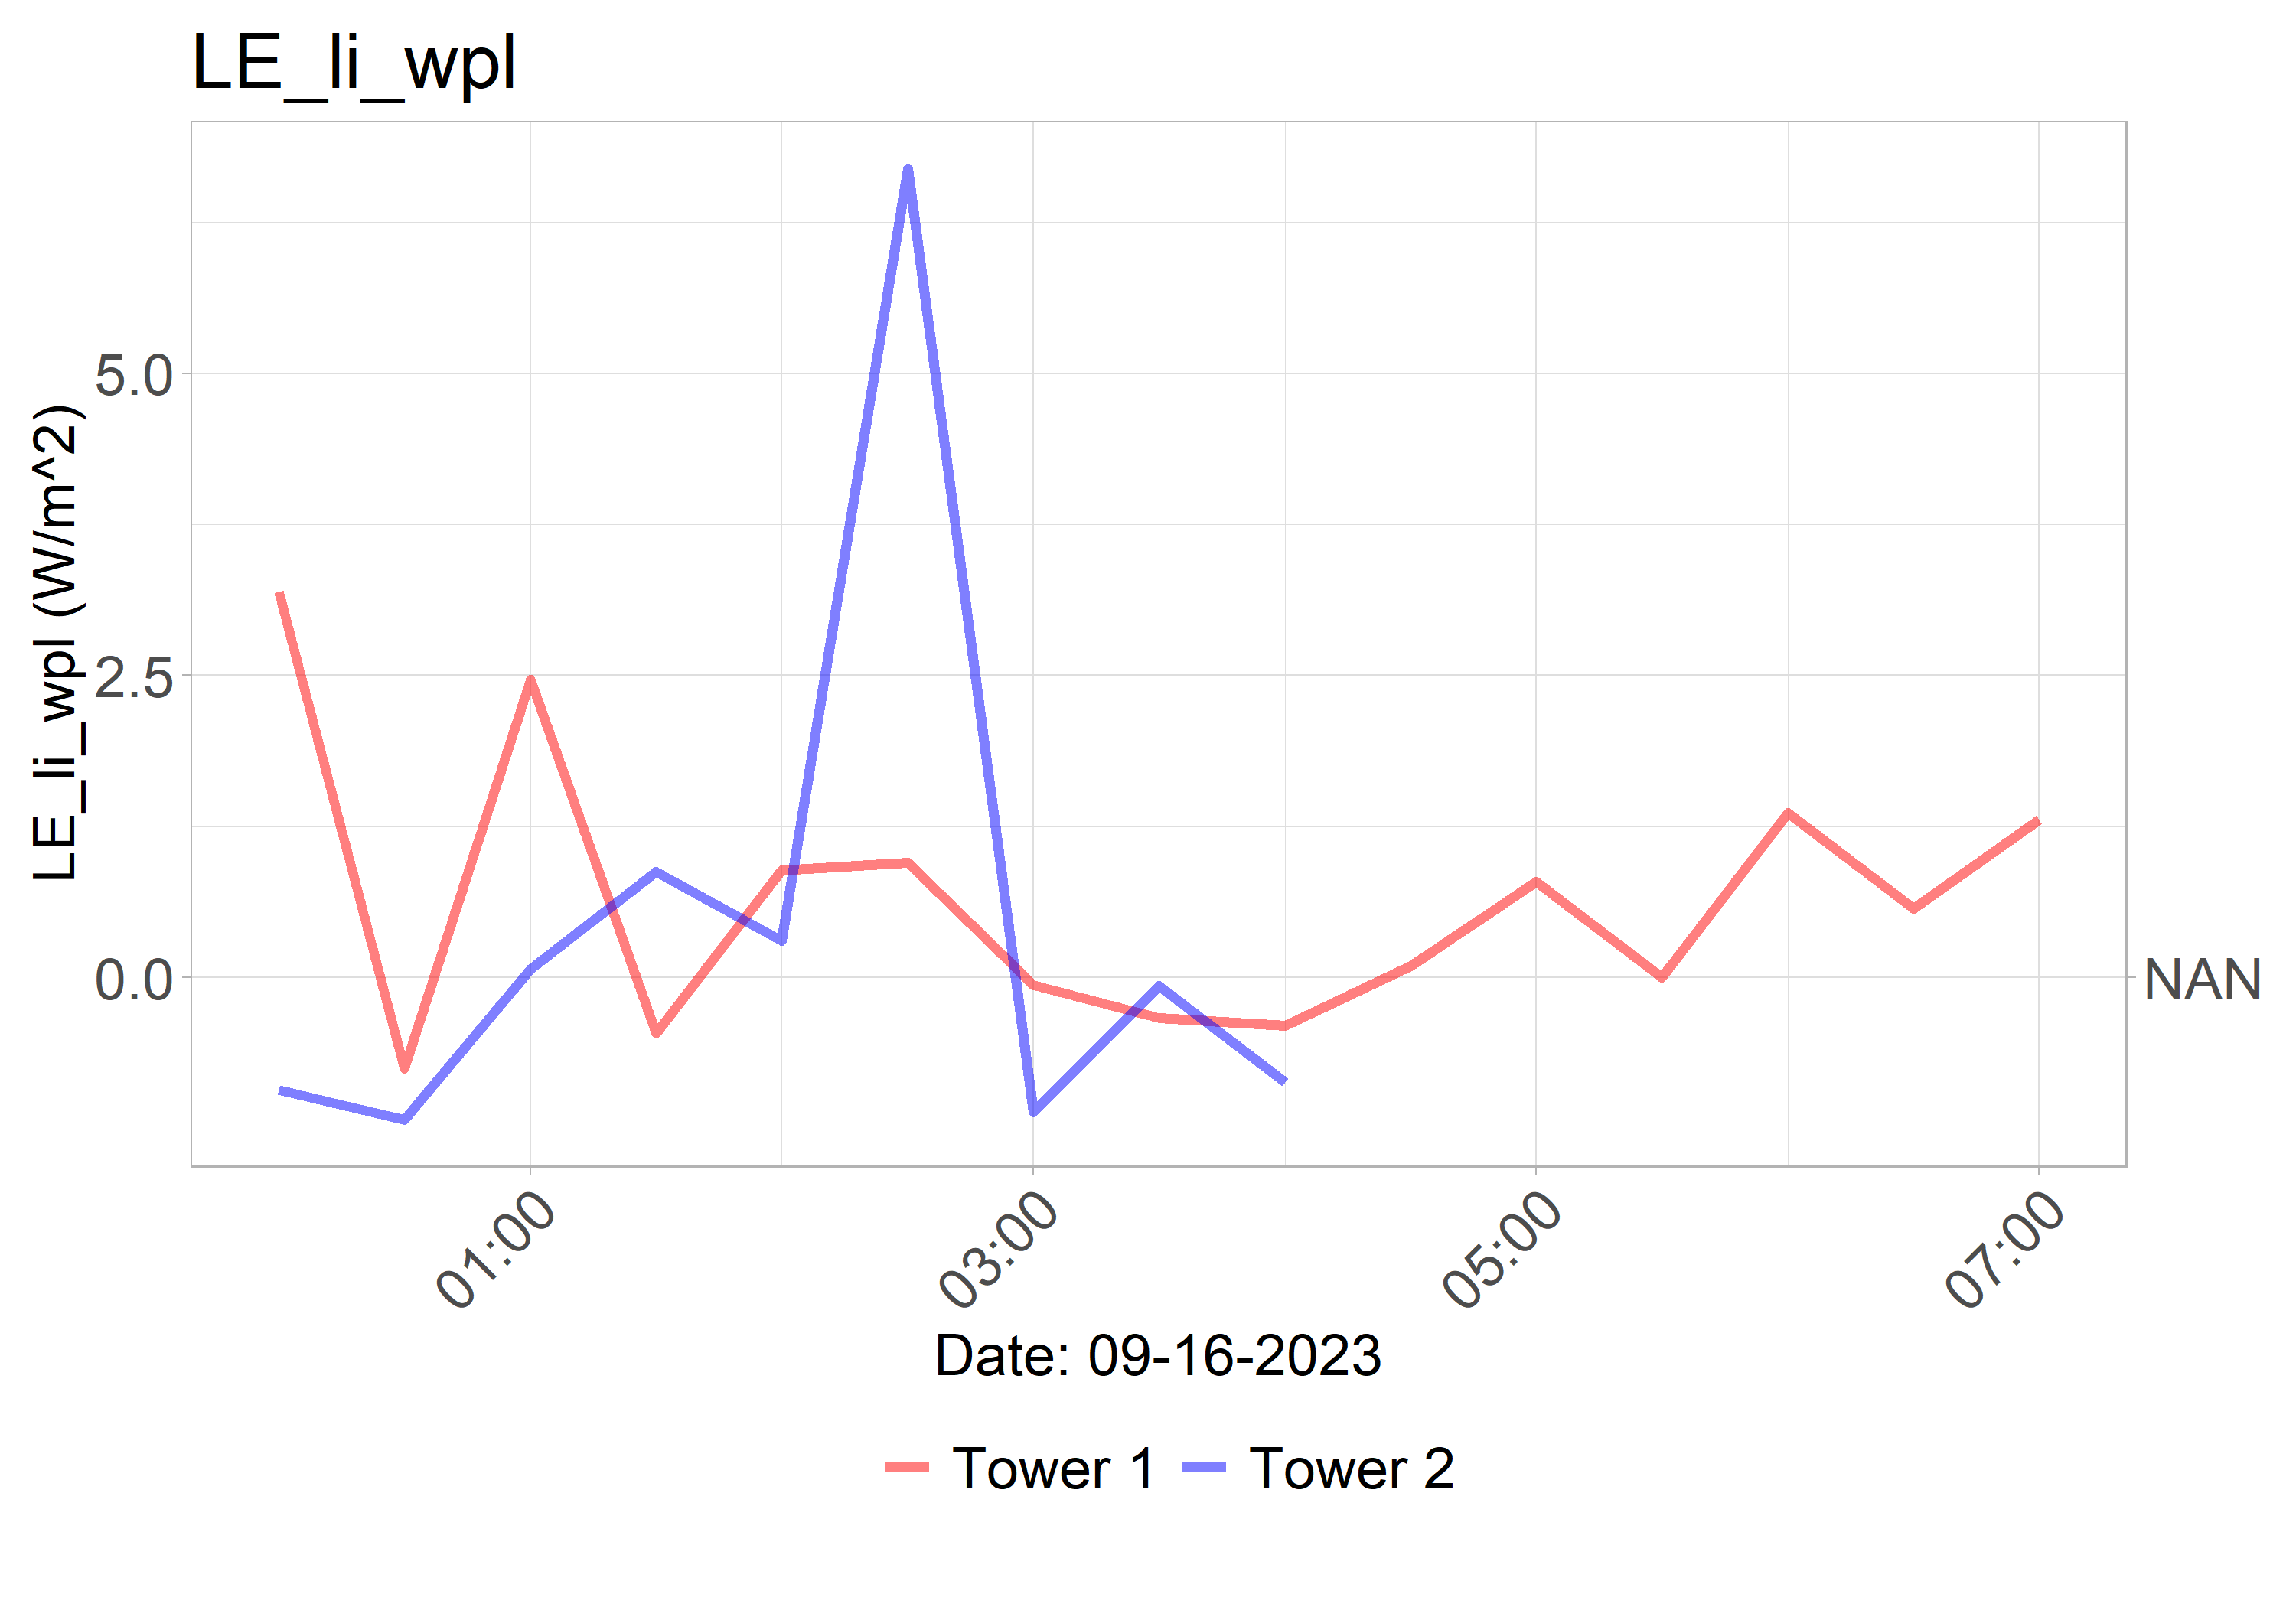 LE_li_wpl
LE_li_wpl (W/m^2)
5.0
2.5
0.0
NAN
01:00
03:00
05:00
07:00
Date: 09-16-2023
Tower 1
Tower 2